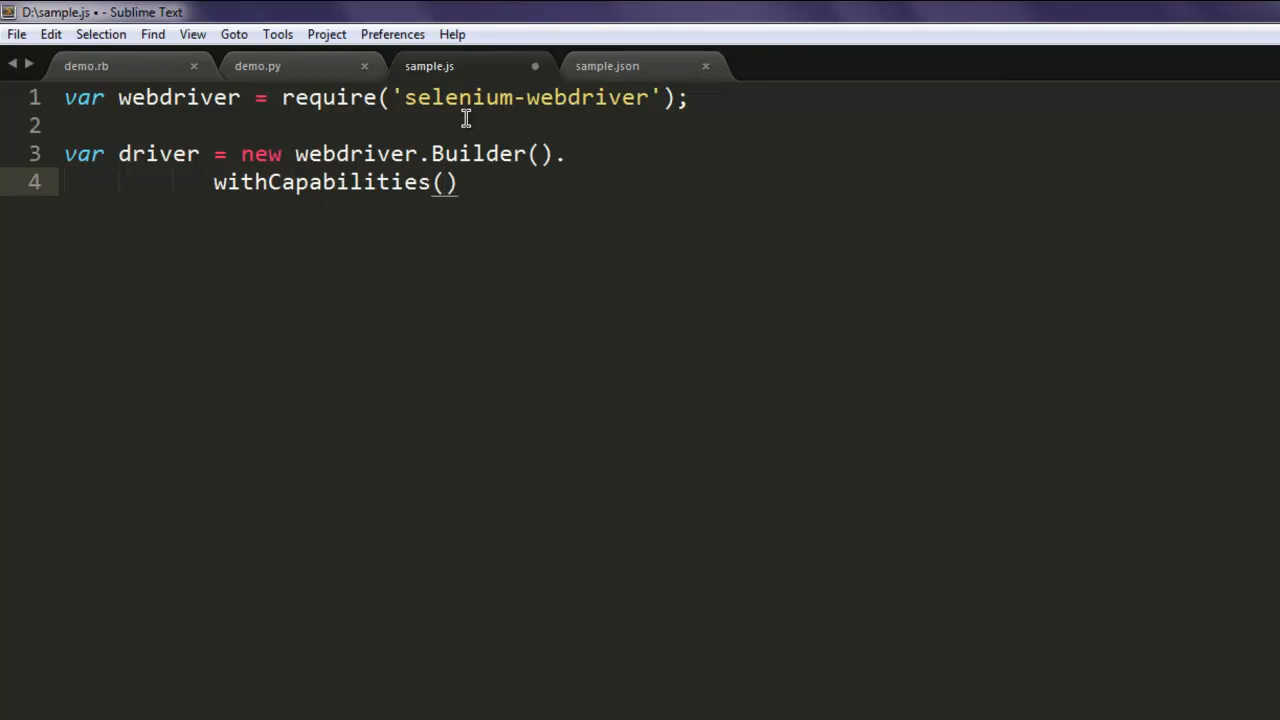 D:\sample.js • - Sublime Text
File Edit Selection Find View Goto Tools Project Preferences Help
demo.rb × demo.py × sample.js sample.json ×
1 var webdriver = require('selenium-webdriver');
2
3 var driver = new webdriver.Builder().
4 withCapabilities()